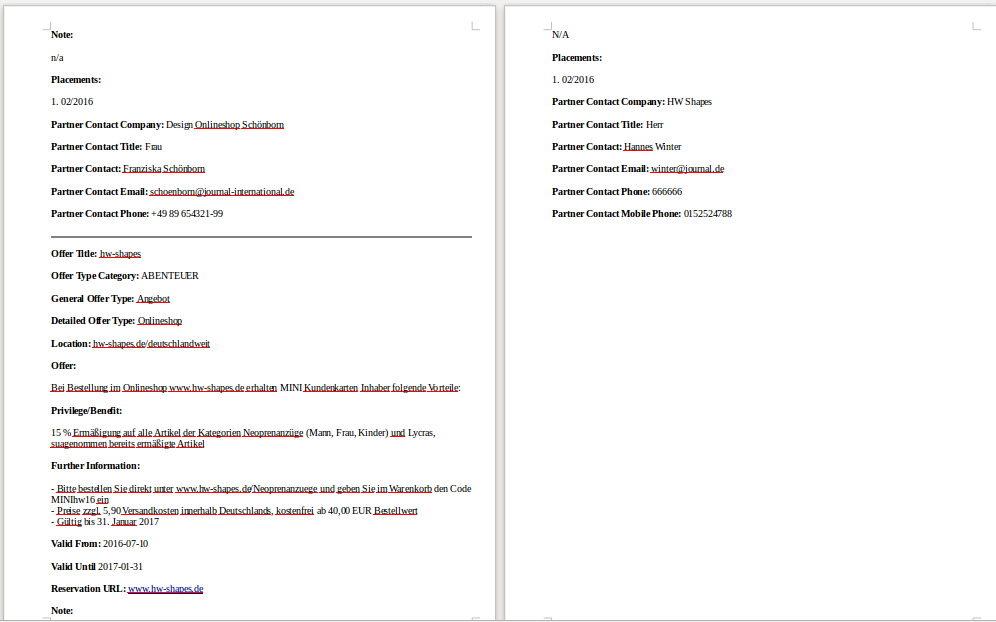 Note:
n/a
Placements:
1. 02/2016
Partner Contact Company: Design Onlineshop Schönborn
Partner Contact Title: Frau
Partner Contact: Franziska Schönborn
Partner Contact Email: schoenborn@journal-international.de
Partner Contact Phone: +49 89 654321-99
Offer Title: hw-shapes
Offer Type Category: ABENTEUER
General Offer Type: Angebot
Detailed Offer Type: Onlineshop
Location: hw-shapes.de/deutschlandweit
Offer:
Bei Bestellung im Onlineshop www.hw-shapes.de erhalten MINI Kundenkarten Inhaber folgende Vorteile:
Privilege/Benefit:
15 % Ermäßigung auf alle Artikel der Kategorien Neoprenanzüge (Mann, Frau, Kinder) und Lycras,
suagenommen bereits ermäßigte Artikel
Further Information:
- Bitte bestellen Sie direkt unter www.hw-shapes.de/Neoprenanzuege und geben Sie im Warenkorb den Code
MINIhw16 ein
- Preise zzgl. 5,90 Versandkosten innerhalb Deutschlands, kostenfrei ab 40,00 EUR Bestellwert
- Gültig bis 31. Januar 2017
Valid From: 2016-07-10
Valid Until 2017-01-31
Reservation URL: www.hw-shapes.de
Note:
N/A
Placements:
1. 02/2016
Partner Contact Company: HW Shapes
Partner Contact Title: Herr
Partner Contact: Hannes Winter
Partner Contact Email: winter@journal.de
Partner Contact Phone: 666666
Partner Contact Mobile Phone: 0152524788